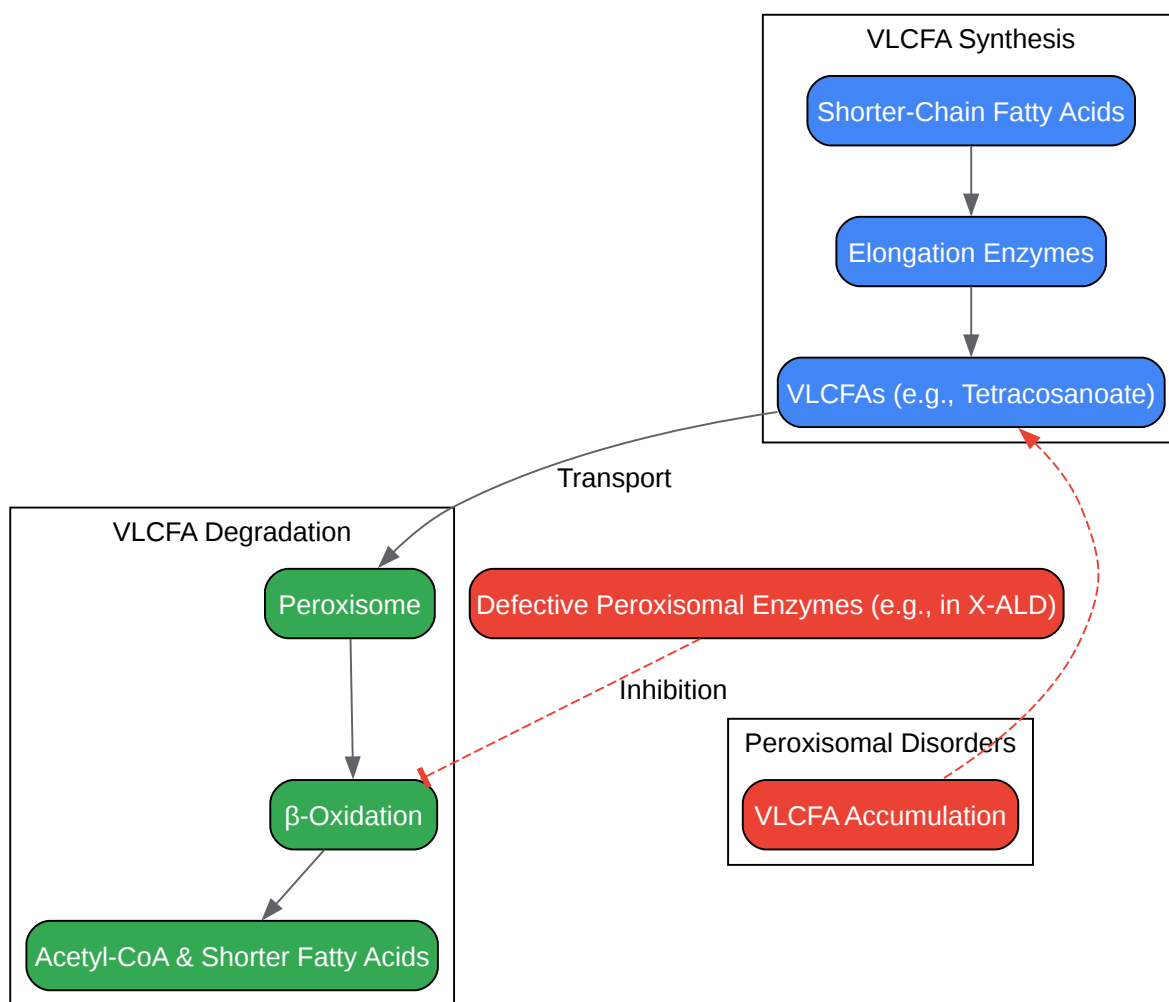 VLCFA Synthesis
Shorter-Chain Fatty Acids
Elongation Enzymes
VLCFAs (e.g., Tetracosanoate)
Transport
VLCFA Degradation
Peroxisome
Defective Peroxisomal Enzymes (e.g., in X-ALD)
Inhibition
Peroxisomal Disorders
β-Oxidation
VLCFA Accumulation
Acetyl-CoA & Shorter Fatty Acids